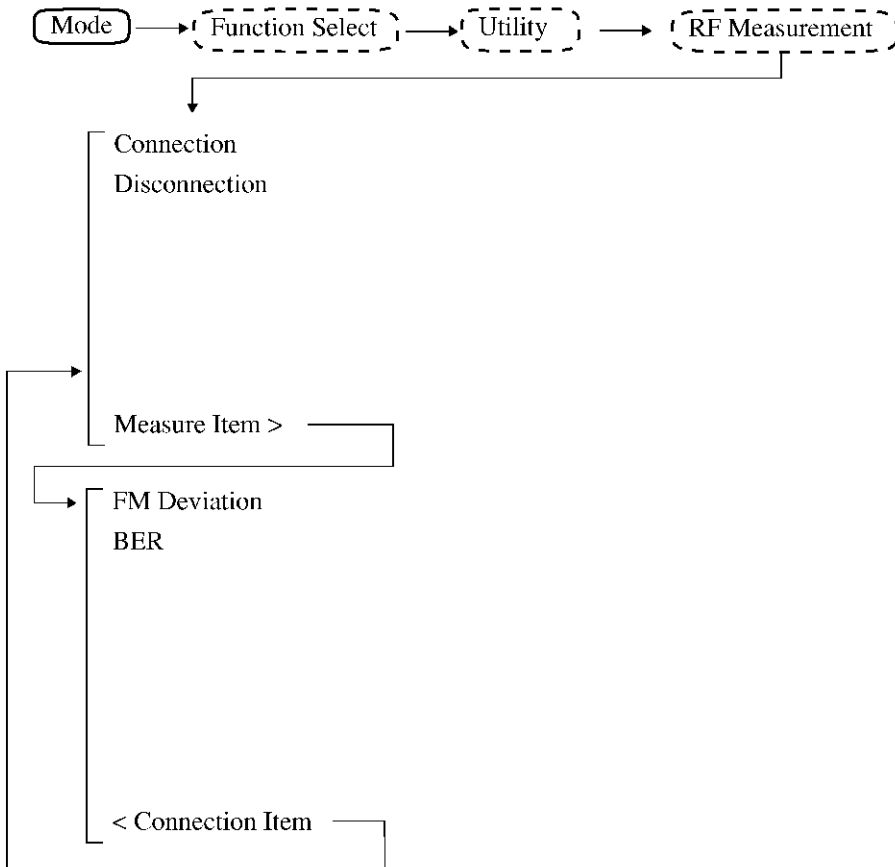 Mode Function Select Utility RF Measurement
Connection
Disconnection
Measure Item >
FM Deviation
BER
< Connection Item